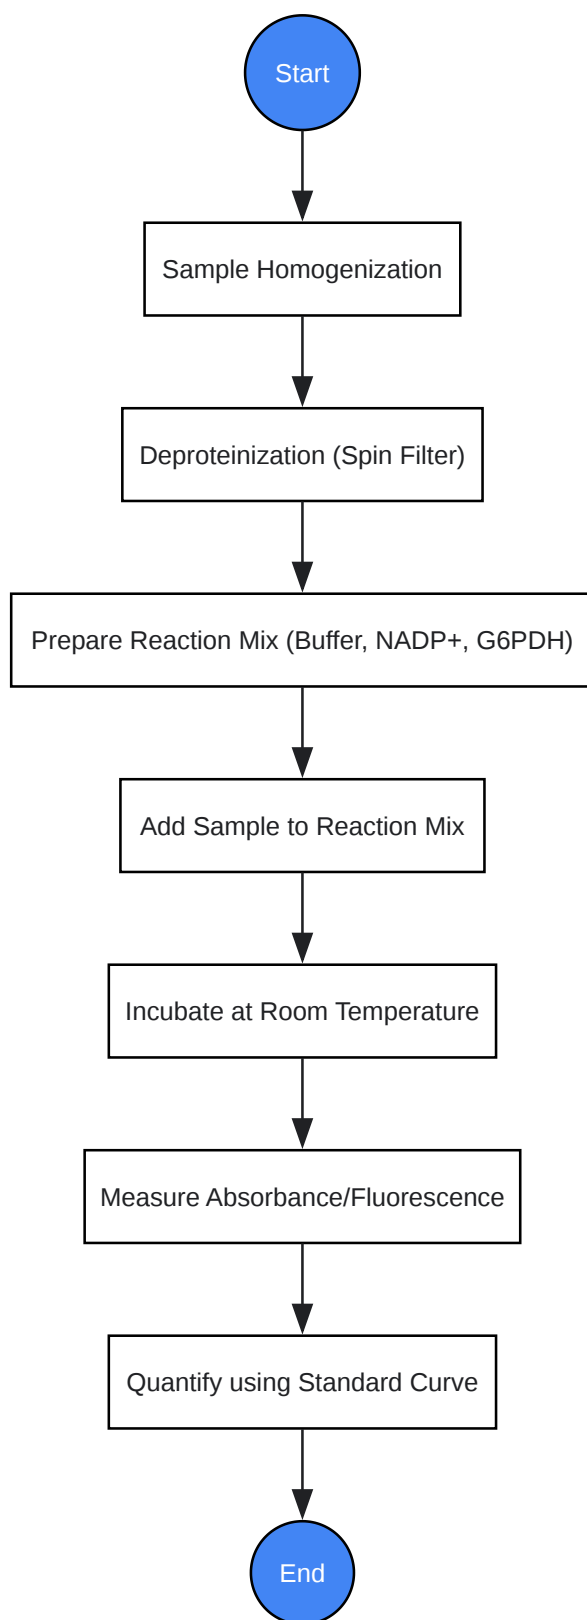 Start
Sample Homogenization
Deproteinization (Spin Filter)
Prepare Reaction Mix (Buffer, NADP+, G6PDH)
Add Sample to Reaction Mix
Incubate at Room Temperature
Measure Absorbance/Fluorescence
Quantify using Standard Curve
End